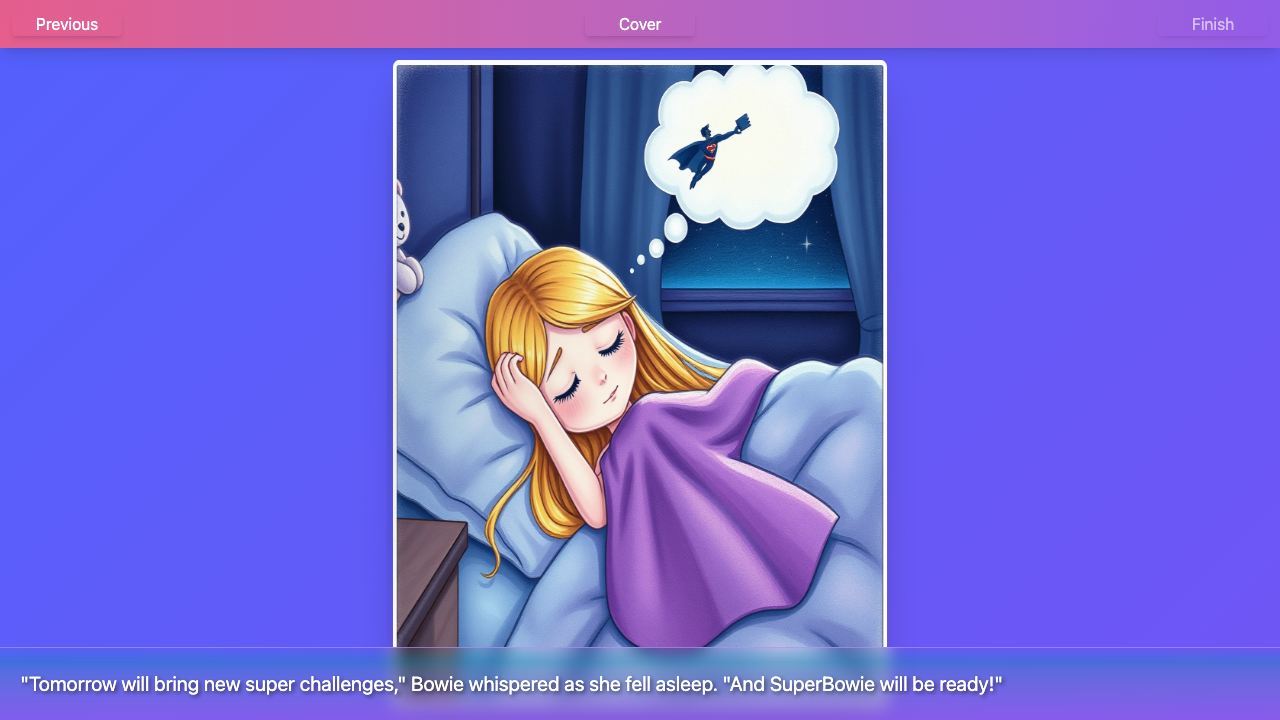 Previous
Cover
Finish
"Tomorrow will bring new super challenges," Bowie whispered as she fell asleep. "And SuperBowie will be ready!"